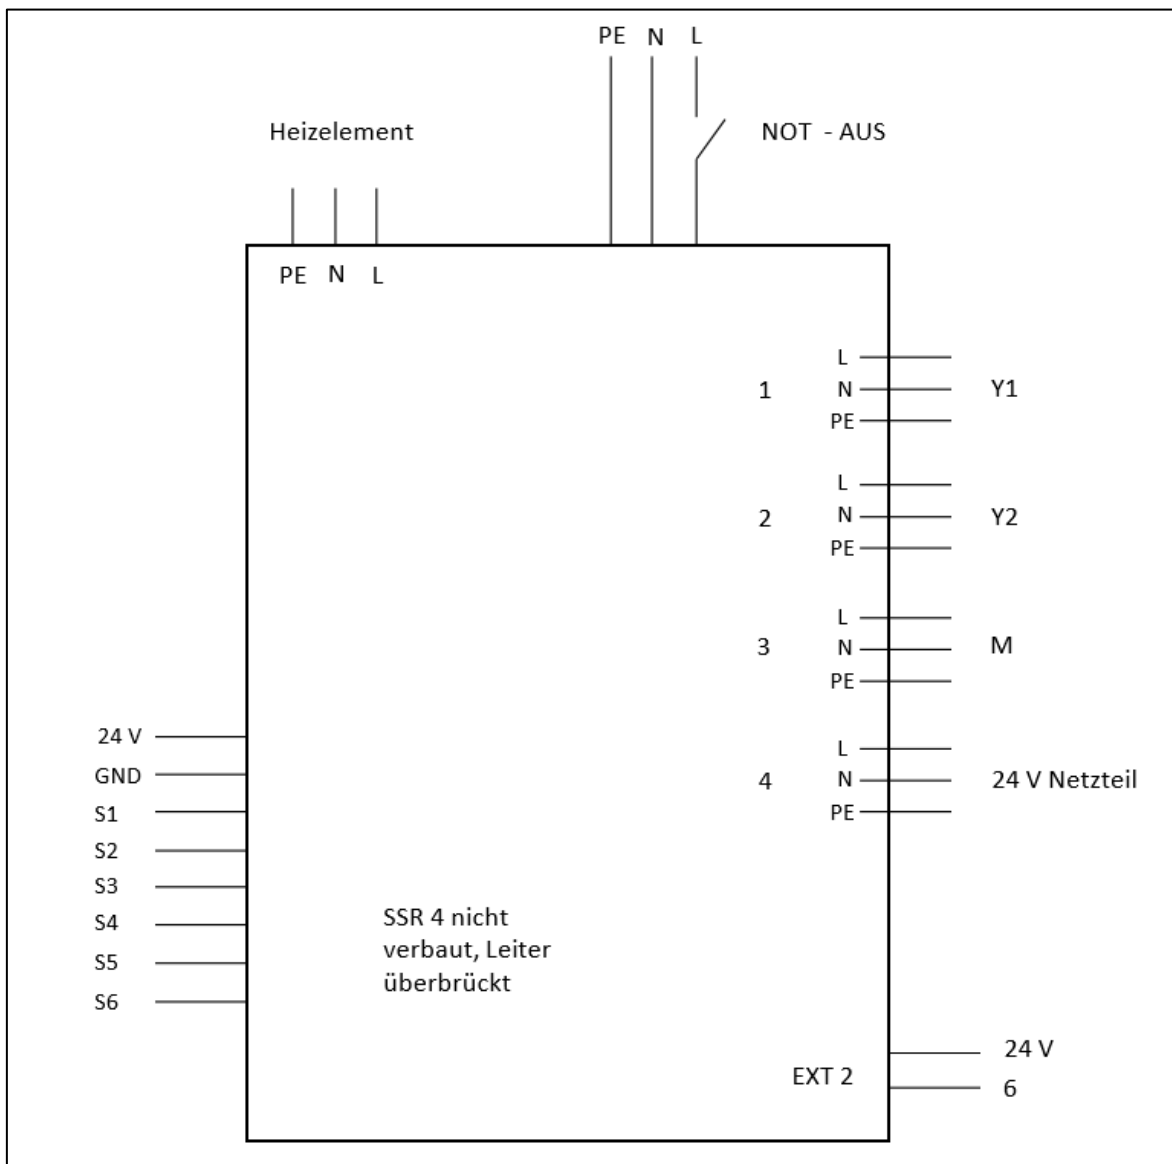 PE N L
Heizelement
NOT - AUS
PE N L
L
1 N Y1
PE
L
2 N Y2
PE
L
3 N M
PE
24 V
L
GND
4 N 24 V Netzteil
S1
PE
S2
S3
S4
S5
S6
SSR 4 nicht
verbaut, Leiter
überbrückt
24 V
EXT 2
6